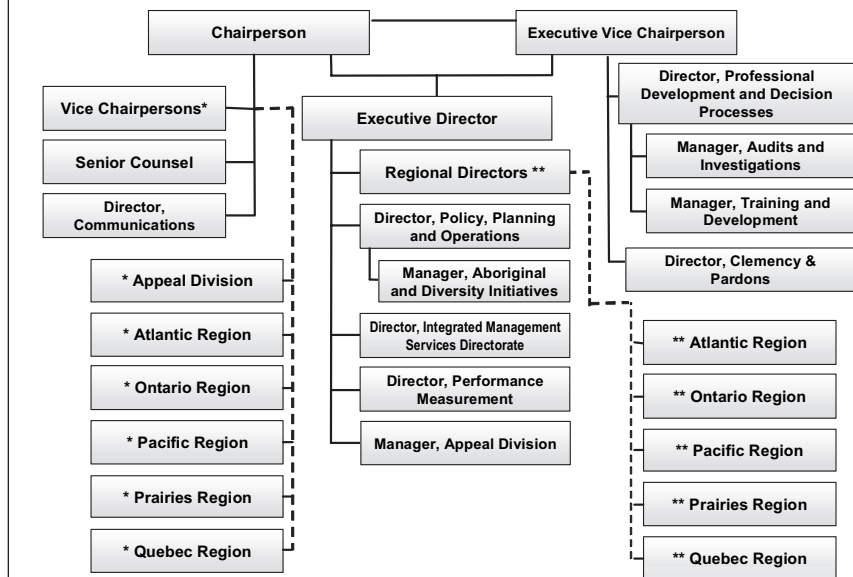 Chairperson
Executive Vice Chairperson
Vice Chairpersons*
Senior Counsel
Director,
Communications
Executive Director
Director, Professional
Development and Decision
Processes
Manager, Audits and
Investigations
Manager, Training and
Development
Director, Clemency &
Pardons
Regional Directors **
Director, Policy, Planning
and Operations
Manager, Aboriginal
and Diversity Initiatives
Director, Integrated Management
Services Directorate
Director, Performance
Measurement
Manager, Appeal Division
* Appeal Division
* Atlantic Region
* Ontario Region
* Pacific Region
* Prairies Region
* Quebec Region
** Atlantic Region
** Ontario Region
** Pacific Region
** Prairies Region
** Quebec Region